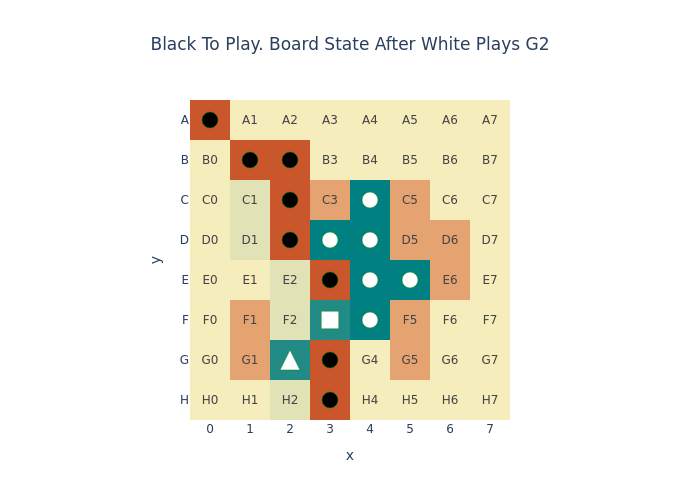 Black To Play. Board State After White Plays G2
A A1 A2 A3 A4 A5 A6 A7
B B0 B3 B4 B5 B6 B7
C C0 C1 C3 C5 C6 C7
D D0 D1 D5 D6 D7
y
E E0 E1 E2 E6 E7
F F0 F1 F2 F5 F6 F7
G G0 G1 G4 G5 G6 G7
H H0 H1 H2 H4 H5 H6 H7
0 1 2 3 4 5 6 7
x